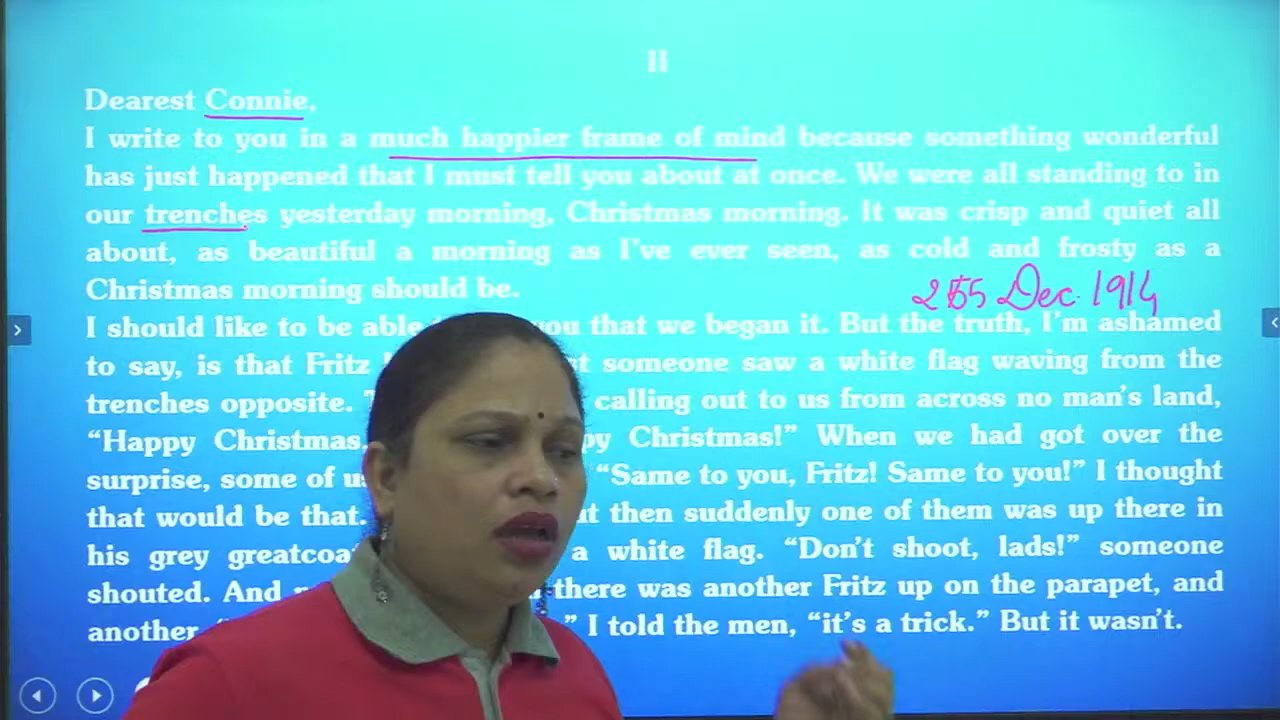 II
Dearest Connie,
I write to you in a much happier frame of mind because something wonderful
has just happened that I must tell you about at once. We were all standing to in
our trenches yesterday morning, Christmas morning. It was crisp and quiet all
about, as beautiful a morning as I've ever seen, as cold and frosty as a
Christmas morning should be.
Dec 1914
I should like to be able you that we began it. But the truth, I'm ashamed
to say, is that Fritz someone saw a white flag waving from the
trenches opposite. calling out to us from across no man's land,
“Happy Christmas, Christmas!” When we had got over the
surprise, some of “Same to you, Fritz! Same to you!” I thought
that would be that. then suddenly one of them was up there in
his grey a white flag. “Don't shoot, lads!” someone
shouted. And there was another Fritz up on the parapet, and
another ” I told the men, “it's a trick.” But it wasn't.